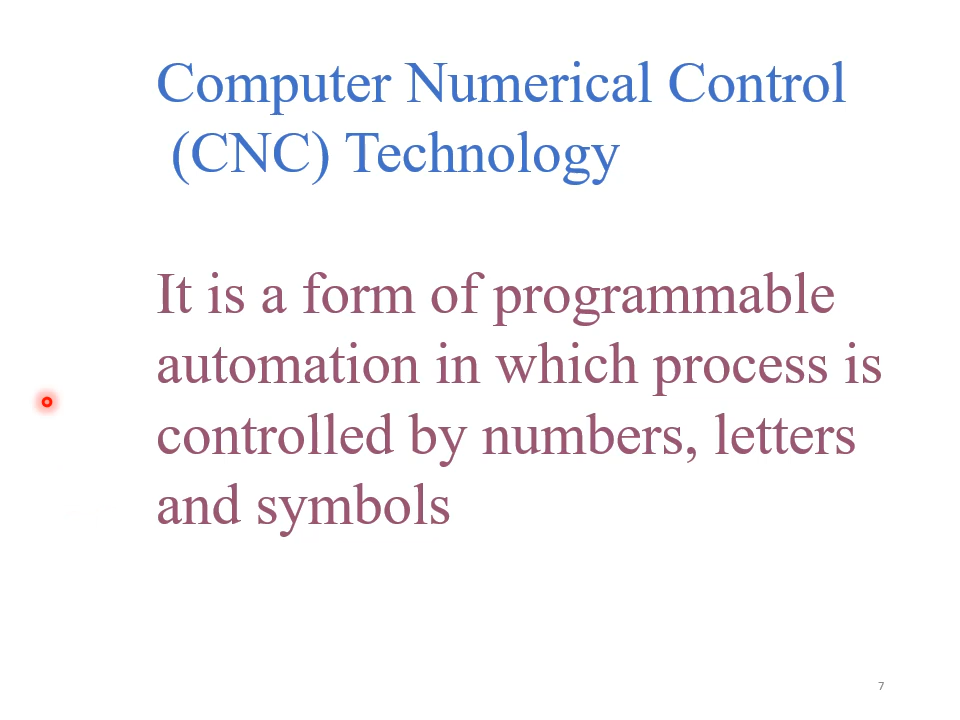 Computer Numerical Control
(CNC) Technology
It is a form of programmable
automation in which process is
controlled by numbers, letters
and symbols
7